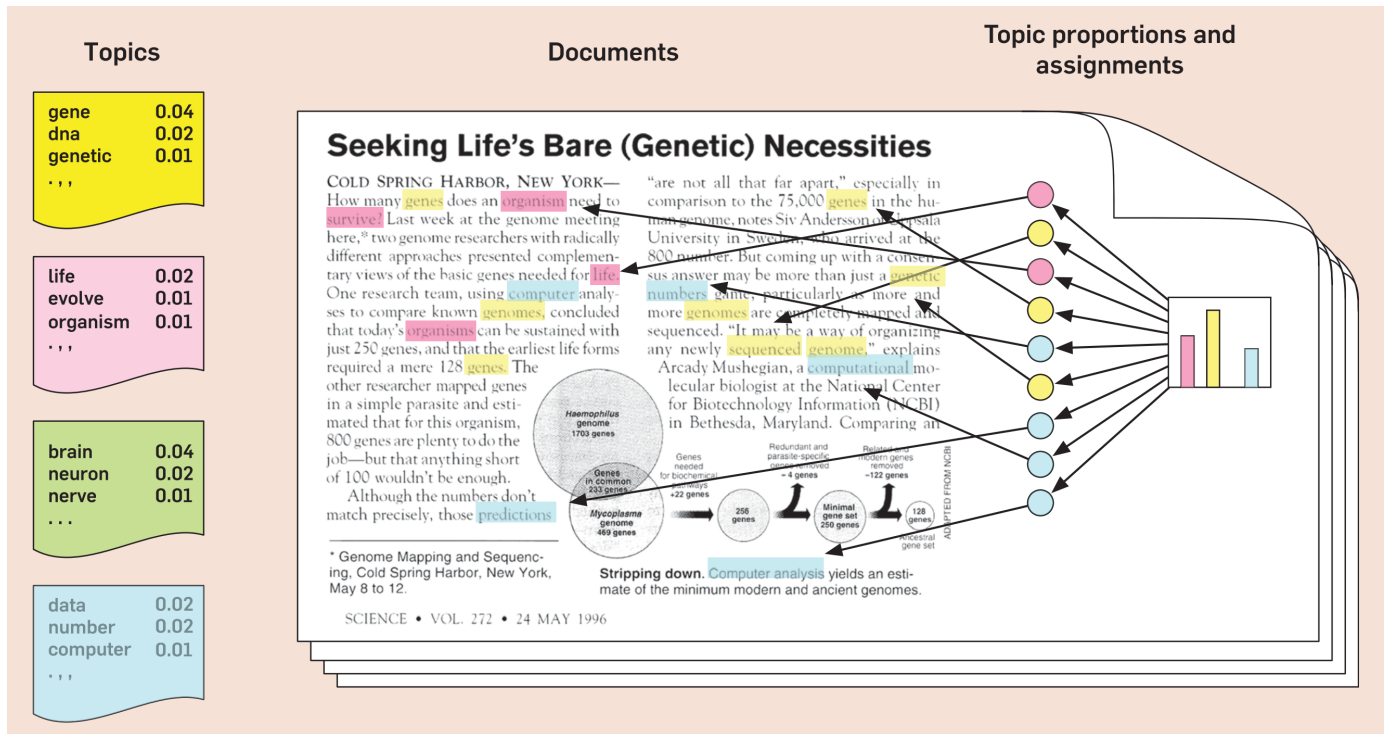 Topics
Documents
Topic proportions and
assignments
gene 0.04
dna 0.02
genetic 0.01
. , ,
life 0.02
evolve 0.01
organism 0.01
. , ,
brain 0.04
neuron 0.02
nerve 0.01
. . .
data 0.02
number 0.02
computer 0.01
. , ,
Seeking Life's Bare (Genetic) Necessities
COLD SPRING HARBOR, NEW YORK—
How many genes does an organism need to
survive? Last week at the genome meeting
here,* two genome researchers with radically
different approaches presented complemen-
tary views of the basic genes needed for life.
One research team, using computer analy-
ses to compare known genomes, concluded
that today's organisms can be sustained with
just 250 genes, and that the earliest life forms
required a mere 128 genes. The
other researcher mapped genes
in a simple parasite and esti-
mated that for this organism,
800 genes are plenty to do the
job—but that anything short
of 100 wouldn't be enough.
Although the numbers don't
match precisely, those predictions
* Genome Mapping and Sequenc-
ing, Cold Spring Harbor, New York,
May 8 to 12.
"are not all that far apart," especially in
comparison to the 75,000 genes in the hu-
man genome, notes Siv Andersson of Uppsala
University in Sweden, who arrived at the
800 number. But coming up with a consen-
sus answer may be more than just a genetic
numbers game, particularly as more and
more genomes are completely mapped and
sequenced. "It may be a way of organizing
any newly sequenced genome," explains
Arcady Mushegian, a computational mo-
lecular biologist at the National Center
for Biotechnology Information (NCBI)
in Bethesda, Maryland. Comparing an
Haemophilus
genome
1703 genes
Genes
in common
233 genes
Mycoplasma
genome
469 genes
Genes
needed
for biochemical
pathways
+22 genes
256
genes
Redundant and
parasite-specific
genes removed
– 4 genes
Minimal
gene set
250 genes
Related and
modern genes
removed
–122 genes
128
genes
Ancestral
gene set
ADAPTED FROM NCBI
Stripping down. Computer analysis yields an esti-
mate of the minimum modern and ancient genomes.
SCIENCE • VOL. 272 • 24 MAY 1996